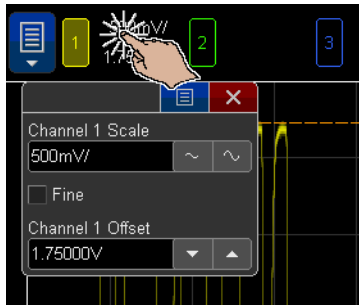 1
2
3
Channel 1 Scale
500mV/
Fine
Channel 1 Offset
1.75000V